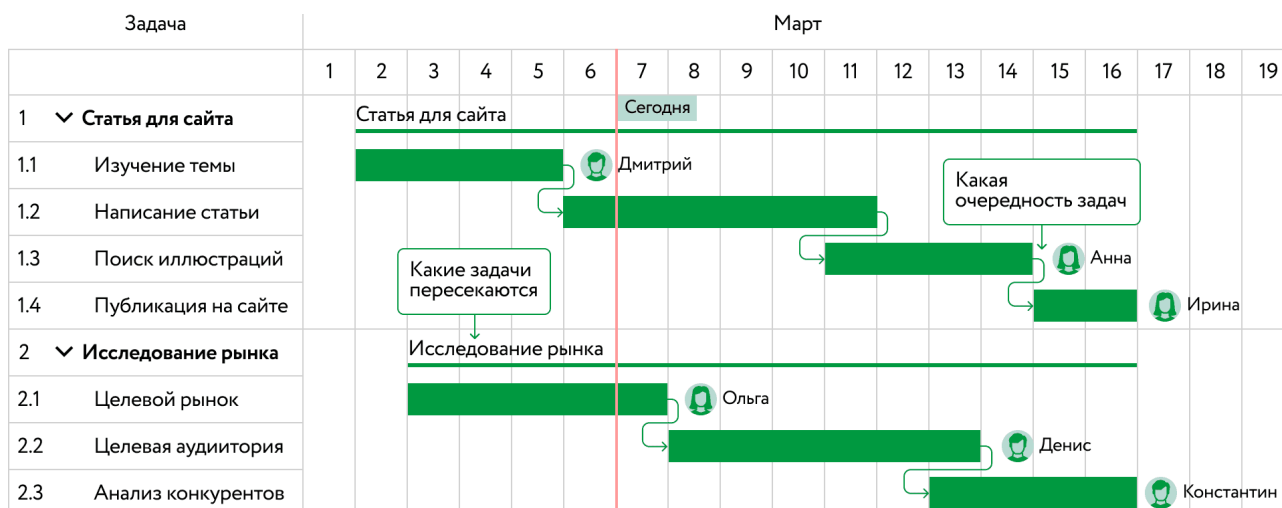 Задача Март
1 2 3 4 5 6 7 8 9 10 11 12 13 14 15 16 17 18 19
1 Статья для сайта Статья для сайта Сегодня
1.1 Изучение темы Дмитрий
Какая
очередность задач
1.2 Написание статьи
1.3 Поиск иллюстраций Анна
Какие задачи
пересекаются
1.4 Публикация на сайте Ирина
2 Исследование рынка Исследование рынка
2.1 Целевой рынок Ольга
2.2 Целевая аудиитория Денис
2.3 Анализ конкурентов Константин